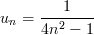 u_n = \frac{1}{4n^2 - 1}